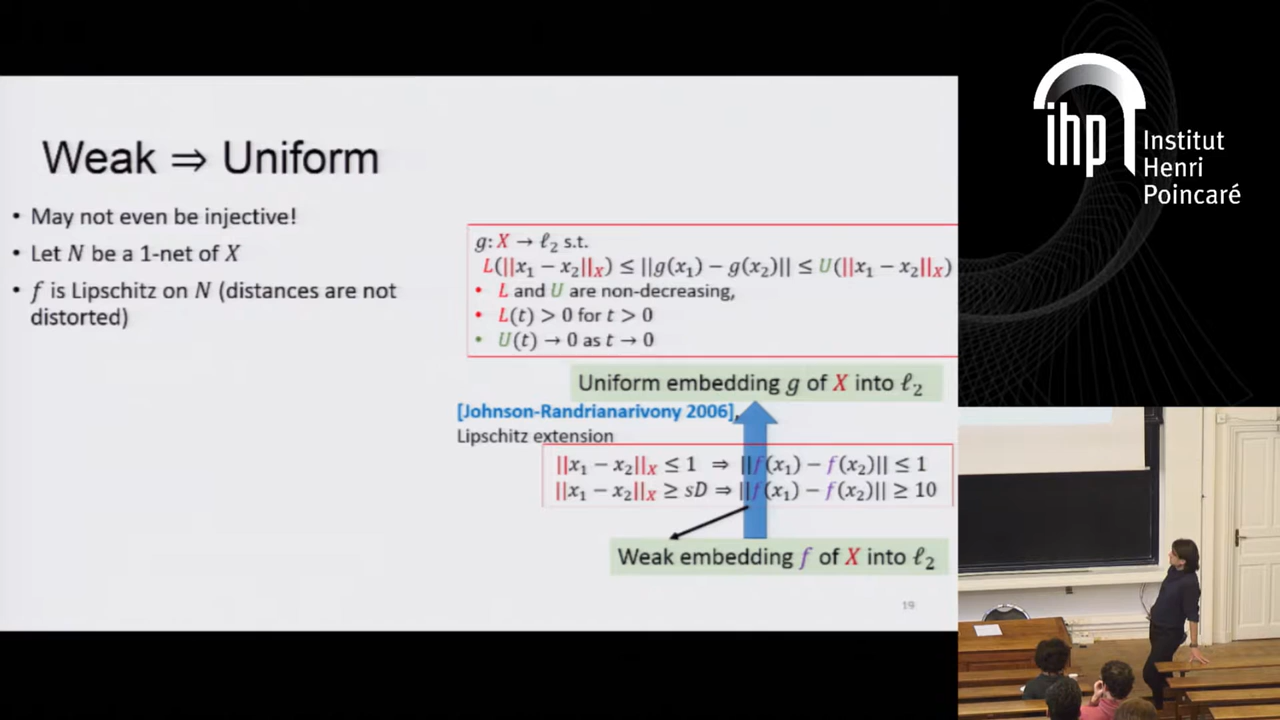 Weak ⇒ Uniform
• May not even be injective!
• Let N be a 1-net of X
• f is Lipschitz on N (distances are not
distorted)
g: X → ℓ₂ s.t.
L(||x₁ − x₂||_X) ≤ ||g(x₁) − g(x₂)|| ≤ U(||x₁ − x₂||_X)
• L and U are non-decreasing,
• L(t) > 0 for t > 0
• U(t) → 0 as t → 0
Uniform embedding g of X into ℓ₂
[Johnson-Randrianarivony 2006],
Lipschitz extension
||x₁ − x₂||_X ≤ 1 ⇒ ||f(x₁) − f(x₂)|| ≤ 1
||x₁ − x₂||_X ≥ sD ⇒ ||f(x₁) − f(x₂)|| ≥ 10
Weak embedding f of X into ℓ₂
19
ihp
Institut
Henri
Poincaré